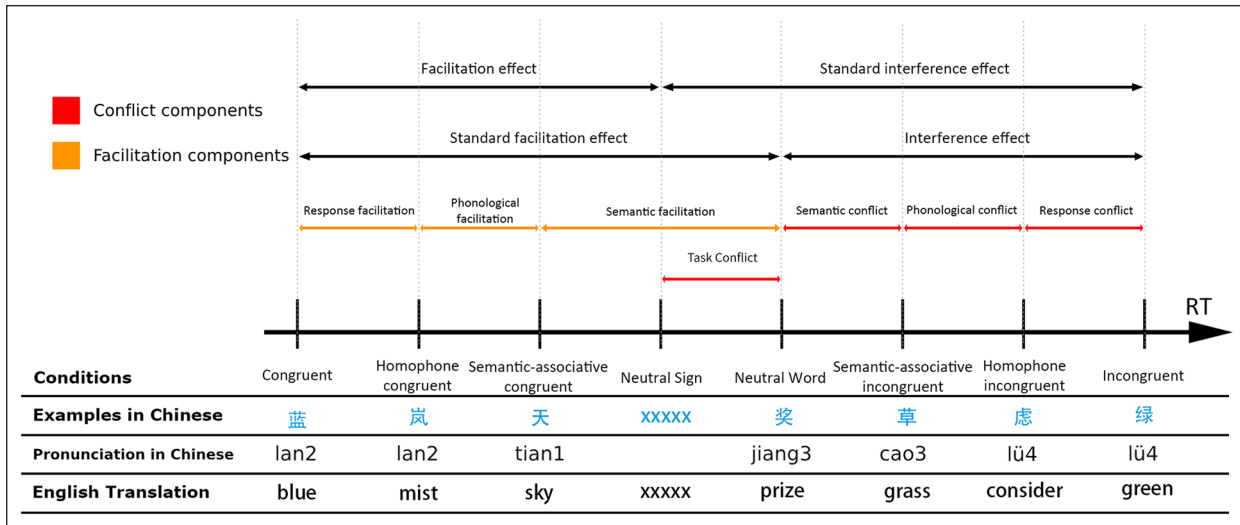 Facilitation effect Standard interference effect
Conflict components
Facilitation components
Standard facilitation effect Interference effect
Response facilitation Phonological facilitation Semantic facilitation Semantic conflict Phonological conflict Response conflict
Task Conflict
RT
Conditions Congruent Homophone congruent Semantic-associative congruent Neutral Sign Neutral Word Semantic-associative incongruent Homophone incongruent Incongruent
Examples in Chinese 蓝 岚 天 xxxxx 奖 草 虑 绿
Pronunciation in Chinese lan2 lan2 tian1 jiang3 cao3 lü4 lü4
English Translation blue mist sky xxxxx prize grass consider green